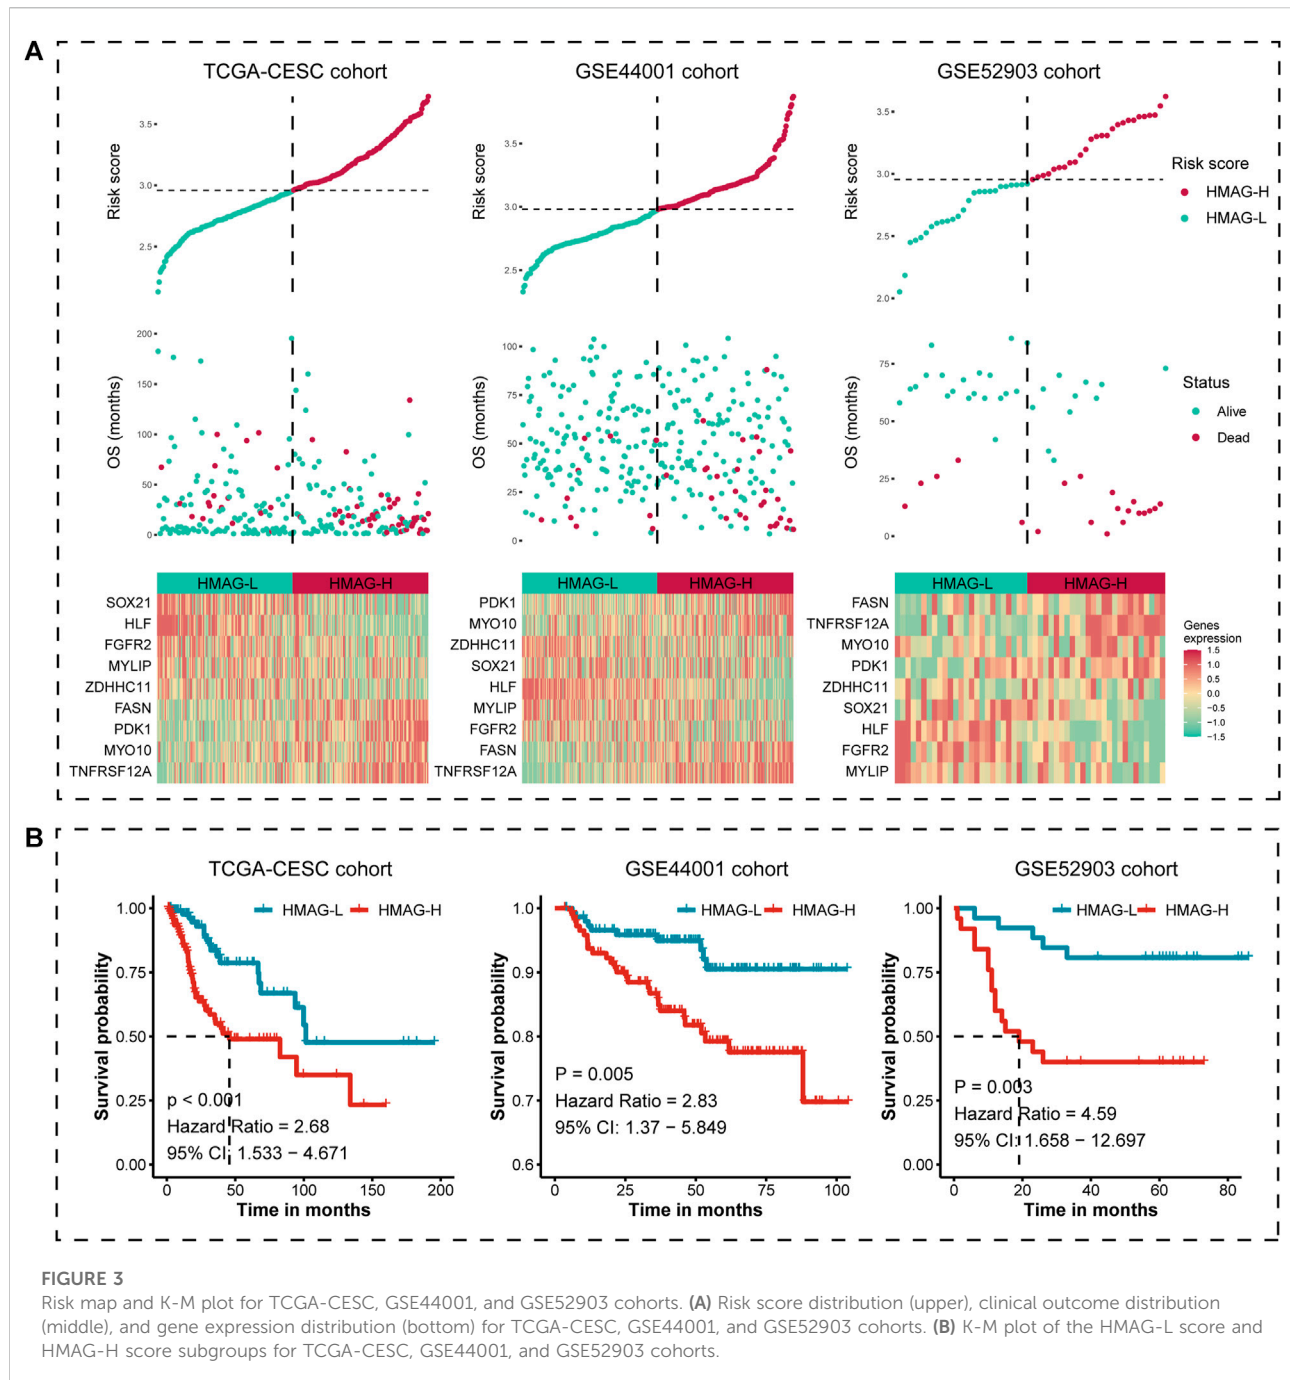 A
TCGA-CESC cohort
GSE44001 cohort
GSE52903 cohort
Risk score
3.5
3.0
2.5
Risk score
3.5
3.0
2.5
Risk score
3.5
3.0
2.5
2.0
Risk score
HMAG-H
HMAG-L
OS (months)
200
150
100
50
0
OS (months)
100
75
50
25
0
OS (months)
75
50
25
0
Status
Alive
Dead
HMAG-L
HMAG-H
SOX21
HLF
FGFR2
MYLIP
ZDHHC11
FASN
PDK1
MYO10
TNFRSF12A
HMAG-L
HMAG-H
PDK1
MYO10
ZDHHC11
SOX21
HLF
MYLIP
FGFR2
FASN
TNFRSF12A
HMAG-L
HMAG-H
FASN
TNFRSF12A
MYO10
PDK1
ZDHHC11
SOX21
HLF
FGFR2
MYLIP
Genes
expression
1.5
1.0
0.5
0.0
−0.5
−1.0
−1.5
B
TCGA-CESC cohort
HMAG-L HMAG-H
Survival probability
1.00
0.75
0.50
0.25
0.00
p < 0.001
Hazard Ratio = 2.68
95% CI: 1.533 − 4.671
0 50 100 150 200
Time in months
GSE44001 cohort
HMAG-L HMAG-H
Survival probability
1.0
0.9
0.8
0.7
0.6
P = 0.005
Hazard Ratio = 2.83
95% CI: 1.37 − 5.849
0 25 50 75 100
Time in months
GSE52903 cohort
HMAG-L HMAG-H
Survival probability
1.00
0.75
0.50
0.25
0.00
P = 0.003
Hazard Ratio = 4.59
95% CI: 1.658 − 12.697
0 20 40 60 80
Time in months
FIGURE 3
Risk map and K-M plot for TCGA-CESC, GSE44001, and GSE52903 cohorts. (A) Risk score distribution (upper), clinical outcome distribution
(middle), and gene expression distribution (bottom) for TCGA-CESC, GSE44001, and GSE52903 cohorts. (B) K-M plot of the HMAG-L score and
HMAG-H score subgroups for TCGA-CESC, GSE44001, and GSE52903 cohorts.